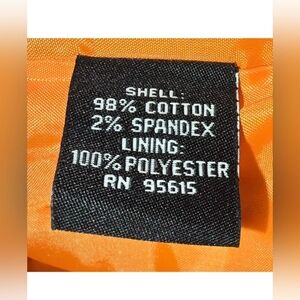 SHELL:
98% COTTON
2% SPANDEX
LINING:
100% POLYESTER
RN 95615